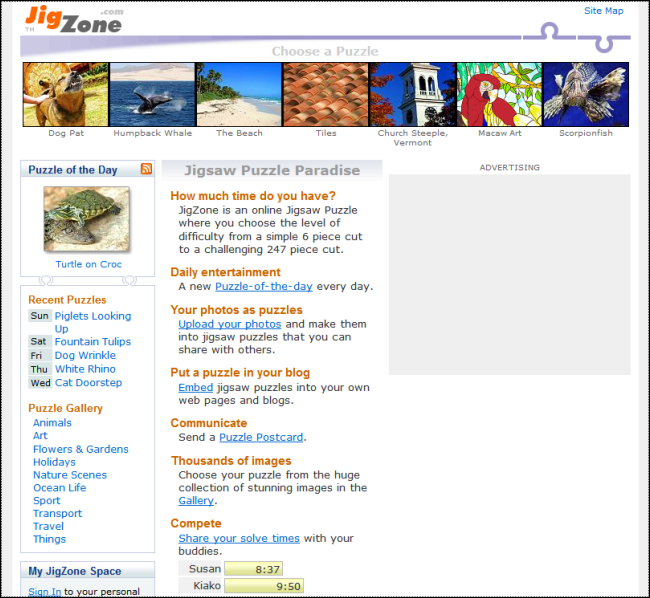 JigZone.com
TM
Site Map
Choose a Puzzle
Dog Pat
Humpback Whale
The Beach
Tiles
Church Steeple,
Vermont
Macaw Art
Scorpionfish
Puzzle of the Day
Turtle on Croc
Recent Puzzles
Sun Piglets Looking
Up
Sat Fountain Tulips
Fri Dog Wrinkle
Thu White Rhino
Wed Cat Doorstep
Puzzle Gallery
Animals
Art
Flowers & Gardens
Holidays
Nature Scenes
Ocean Life
Sport
Transport
Travel
Things
My JigZone Space
Sign In to your personal
Jigsaw Puzzle Paradise
How much time do you have?
JigZone is an online Jigsaw Puzzle
where you choose the level of
difficulty from a simple 6 piece cut
to a challenging 247 piece cut.
Daily entertainment
A new Puzzle-of-the-day every day.
Your photos as puzzles
Upload your photos and make them
into jigsaw puzzles that you can
share with others.
Put a puzzle in your blog
Embed jigsaw puzzles into your own
web pages and blogs.
Communicate
Send a Puzzle Postcard.
Thousands of images
Choose your puzzle from the huge
collection of stunning images in the
Gallery.
Compete
Share your solve times with your
buddies.
Susan 8:37
Kiako 9:50
ADVERTISING